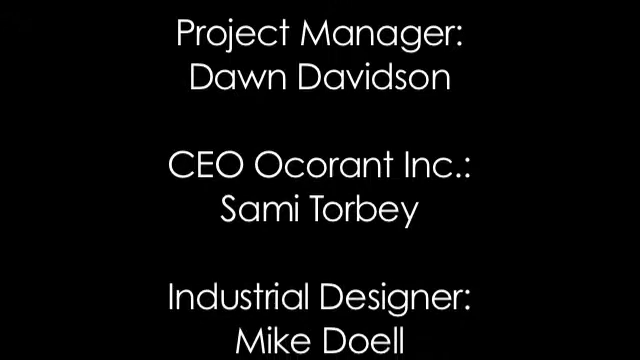 Project Manager:
Dawn Davidson
CEO Ocorant Inc.:
Sami Torbey
Industrial Designer:
Mike Doell